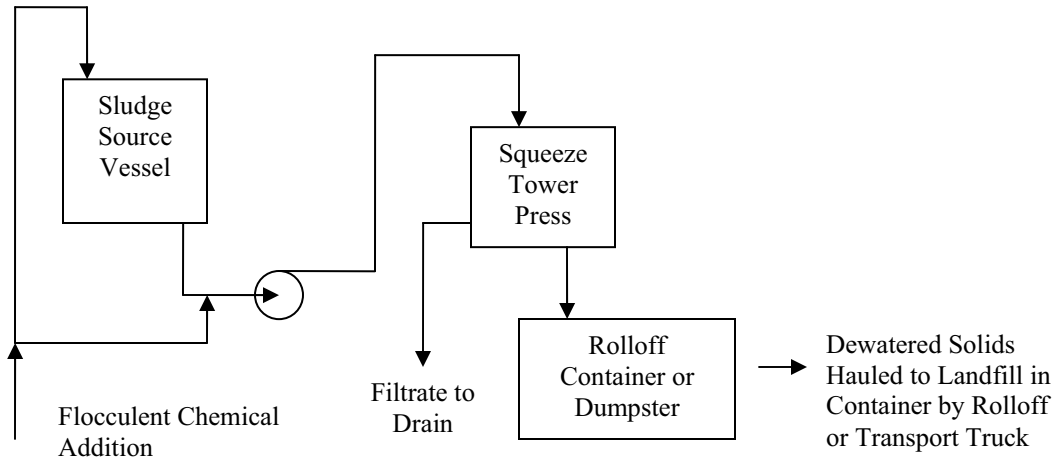 Sludge
Source
Vessel
Squeeze
Tower
Press
Rolloff
Container or
Dumpster
Dewatered Solids
Hauled to Landfill in
Container by Rolloff
or Transport Truck
Filtrate to
Drain
Flocculent Chemical
Addition